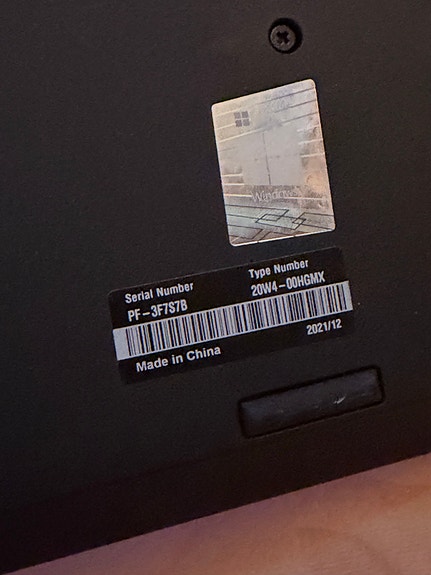 Windows
Serial Number
Type Number
PF-3F7S7B
20W4-00HGMX
2021/12
Made in China